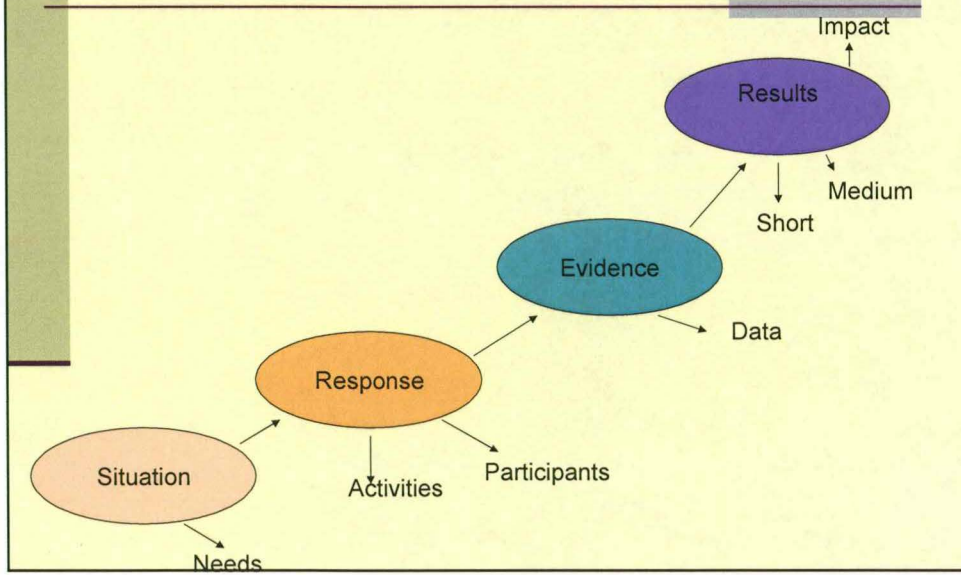 Impact
Results
Medium
Short
Evidence
Data
Response
Participants
Activities
Situation
Needs